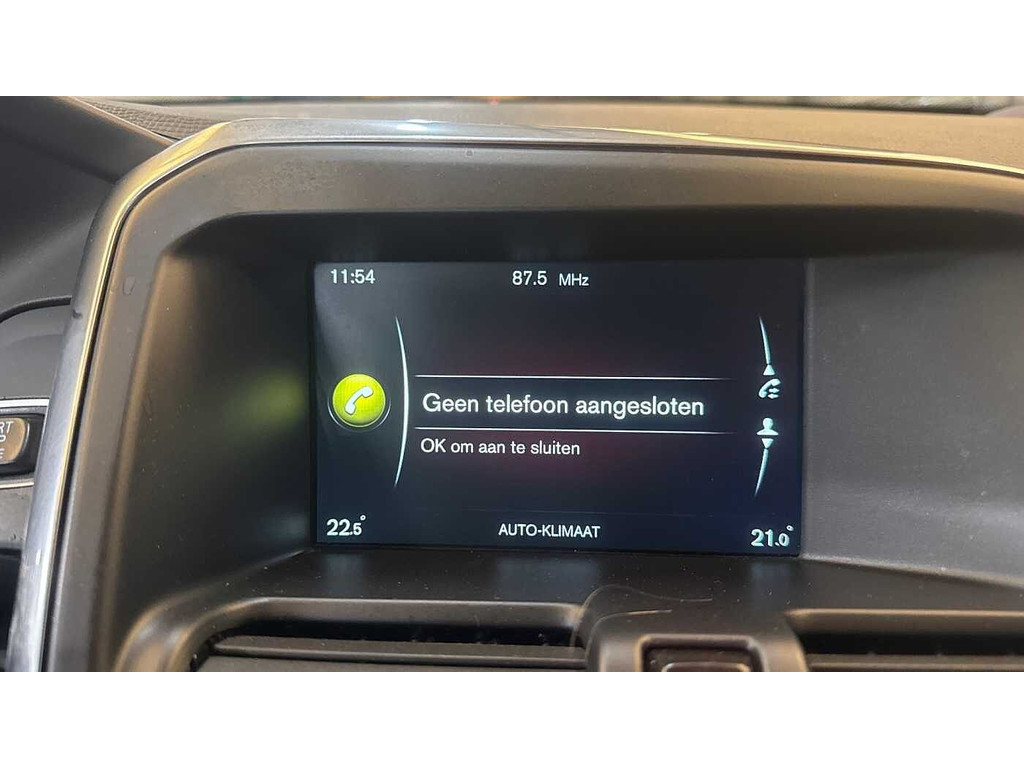 11:54 87.5 MHz
Geen telefoon aangesloten
OK om aan te sluiten
22.5° AUTO-KLIMAAT 21.0°